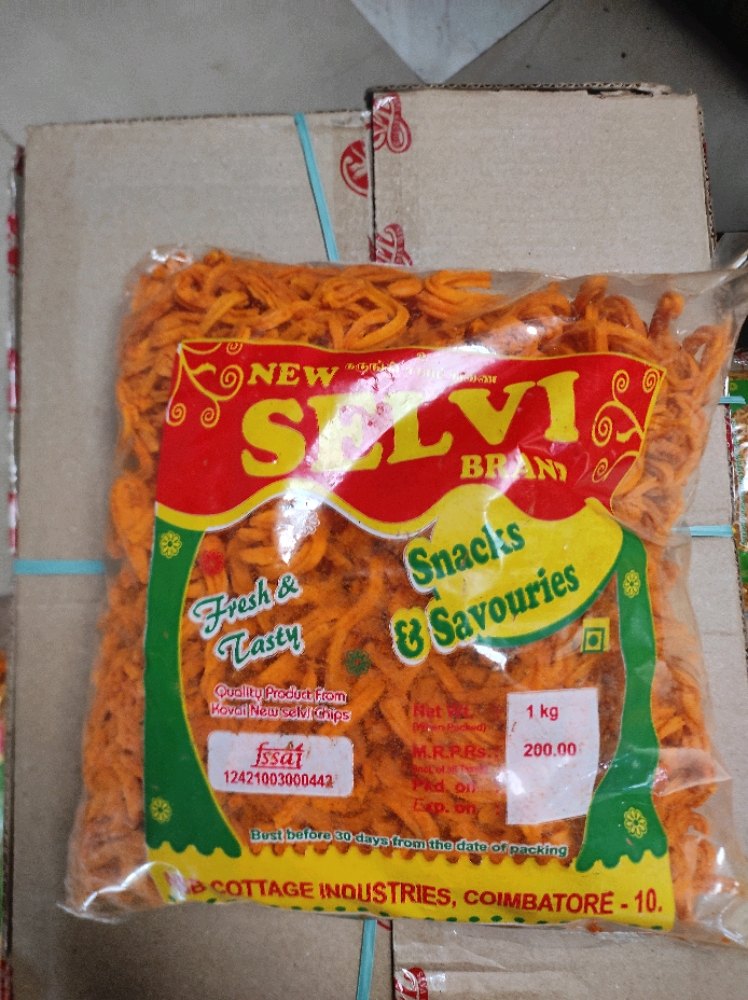 NEW
SELVI
BRAND
Snacks
& Savouries
Fresh &
Tasty
Quality Product From
Kovai New selvi Chips
fssai
12421003000442
Net Wt. 1 kg
M.R.P.Rs. 200.00
Pkd. on
Exp. on
Best before 30 days from the date of packing
COTTAGE INDUSTRIES, COIMBATORE - 10.